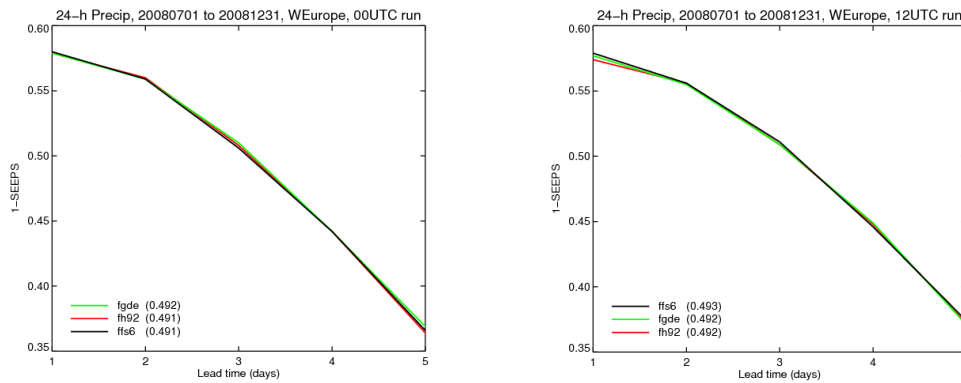 24-h Precip, 20080701 to 20081231, WEurope, 00UTC run
0.60
0.55
0.50
0.45
0.40
0.35
1-SEEPS
fgde (0.492)
fh92 (0.491)
ffs6 (0.491)
1 2 3 4 5
Lead time (days)
24-h Precip, 20080701 to 20081231, WEurope, 12UTC run
0.60
0.55
0.50
0.45
0.40
0.35
1-SEEPS
ffs6 (0.493)
fgde (0.492)
fh92 (0.492)
1 2 3 4
Lead time (days)